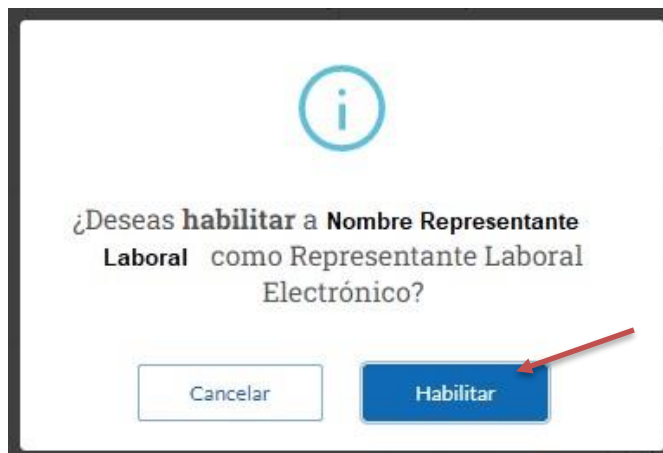 ¿Deseas habilitar a Nombre Representante
Laboral como Representante Laboral
Electrónico?
Cancelar
Habilitar